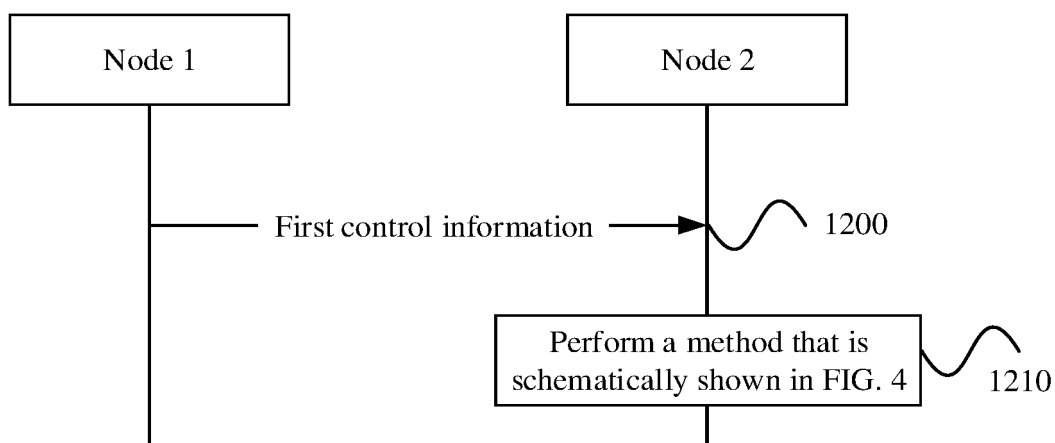 Node 1
Node 2
First control information
1200
Perform a method that is
schematically shown in FIG. 4
1210